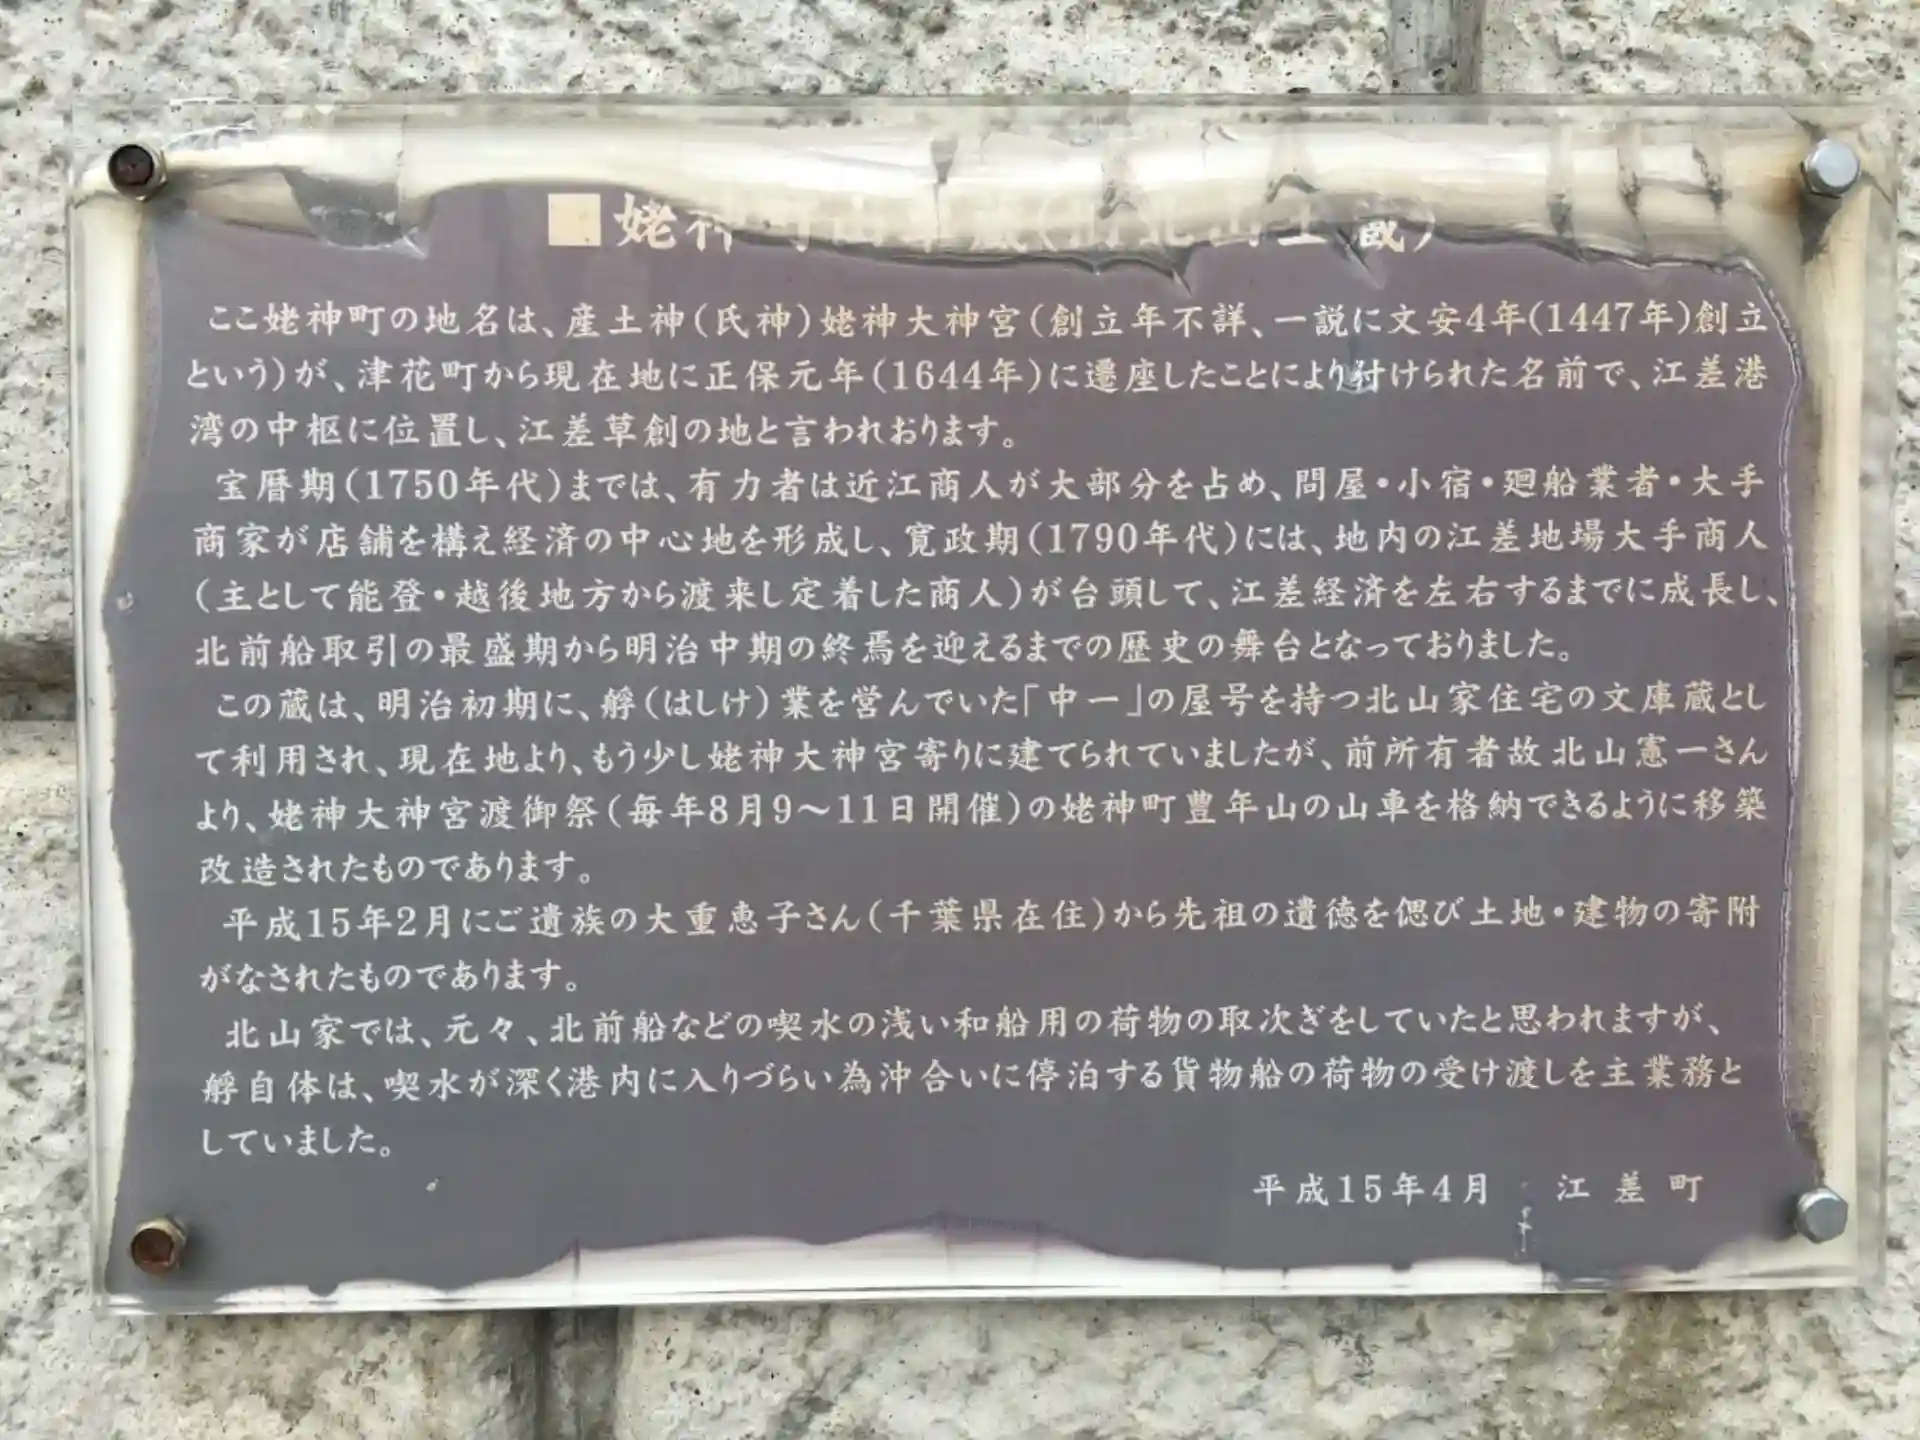 ■姥神町山車蔵(旧北山土蔵)
ここ姥神町の地名は、産土神(氏神)姥神大神宮(創立年不詳、一説に文安4年(1447年)創立
という)が、津花町から現在地に正保元年(1644年)に遷座したことにより付けられた名前で、江差港
湾の中枢に位置し、江差草創の地と言われおります。
宝暦期(1750年代)までは、有力者は近江商人が大部分を占め、問屋・小宿・廻船業者・大手
商家が店舗を構え経済の中心地を形成し、寛政期(1790年代)には、地内の江差地場大手商人
(主として能登・越後地方から渡来し定着した商人)が台頭して、江差経済を左右するまでに成長し、
北前船取引の最盛期から明治中期の終焉を迎えるまでの歴史の舞台となっておりました。
この蔵は、明治初期に、艀(はしけ)業を営んでいた「中一」の屋号を持つ北山家住宅の文庫蔵とし
て利用され、現在地より、もう少し姥神大神宮寄りに建てられていましたが、前所有者故北山憲一さん
より、姥神大神宮渡御祭(毎年8月9〜11日開催)の姥神町豊年山の山車を格納できるように移築
改造されたものであります。
平成15年2月にご遺族の大重恵子さん(千葉県在住)から先祖の遺徳を偲び土地・建物の寄附
がなされたものであります。
北山家では、元々、北前船などの喫水の浅い和船用の荷物の取次ぎをしていたと思われますが、
艀自体は、喫水が深く港内に入りづらい為沖合いに停泊する貨物船の荷物の受け渡しを主業務と
していました。
平成15年4月 江差町